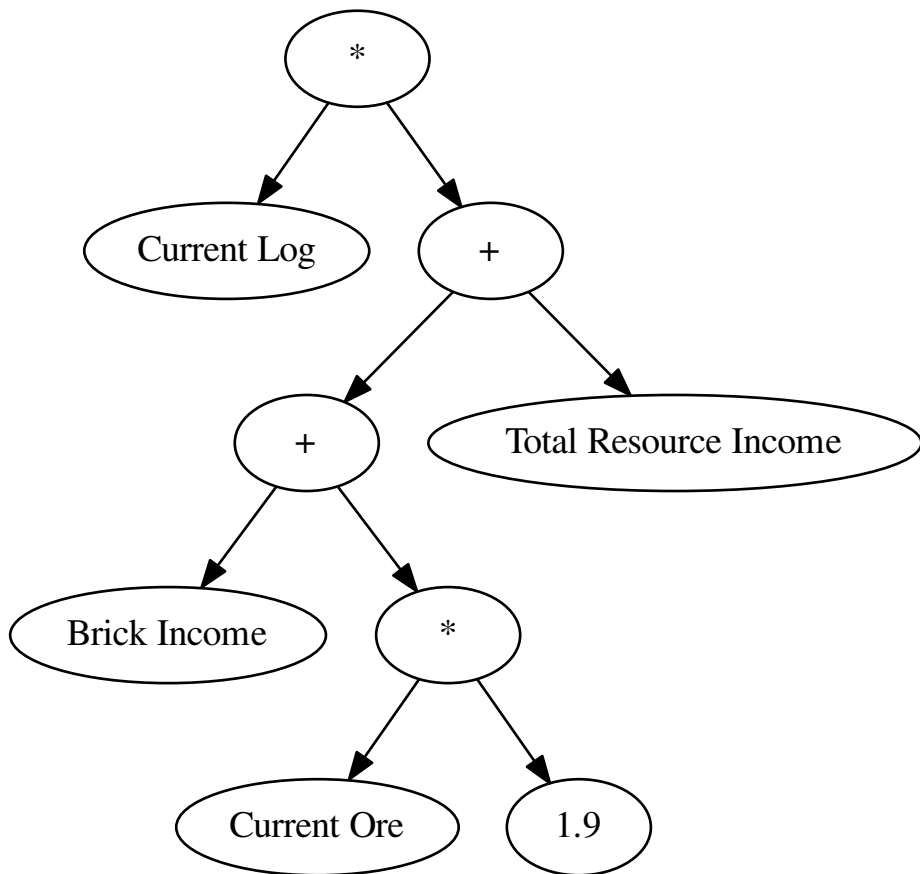 *
Current Log
+
+
Total Resource Income
Brick Income
*
Current Ore
1.9